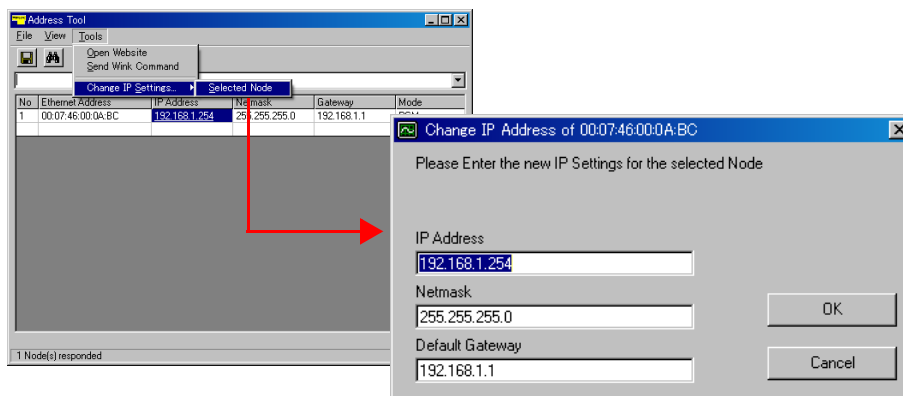 Address Tool
File View Tools
Open Website
Send Wink Command
Change IP Settings... Selected Node
No Ethernet Address IP Address Netmask Gateway Mode
1 00:07:46:00:0A:BC 192.168.1.254 255.255.255.0 192.168.1.1
1 Node(s) responded
Change IP Address of 00:07:46:00:0A:BC
Please Enter the new IP Settings for the selected Node
IP Address
192.168.1.254
Netmask
255.255.255.0
OK
Default Gateway
192.168.1.1
Cancel